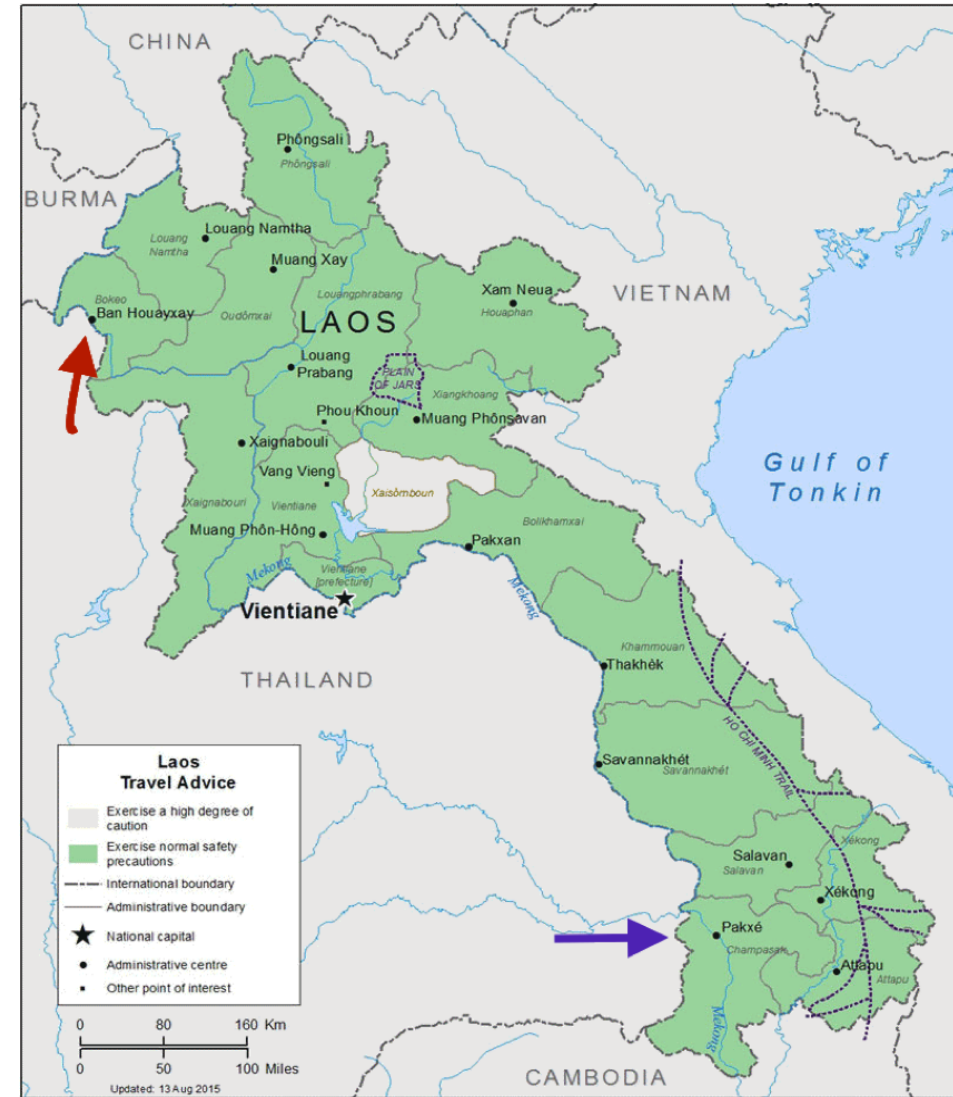 CHINA
Phôngsali
Phôngsali
BURMA
Louang Namtha
Louang
Namtha
Muang Xay
Louangphrabang
Xam Neua
Houaphan
VIETNAM
Bokeo
Ban Houayxay
Oudômxai
LAOS
Louang
Prabang
PLAIN
OF JARS
Xiangkhoang
Phou Khoun
Muang Phônsavan
Xaignabouli
Gulf of
Tonkin
Vang Vieng
Xaisômboun
Xaignabouri
Vientiane
Bolikhamxai
Muang Phôn-Hông
Pakxan
Mekong
Vientiane
[prefecture]
Mekong
Vientiane
Khammouan
Thakhèk
THAILAND
HO CHI MINH TRAIL
Savannakhét
Savannakhét
Laos
Travel Advice
Exercise a high degree of
caution
Exercise normal safety
precautions
International boundary
Administrative boundary
National capital
Administrative centre
Other point of interest
Xékong
Salavan
Salavan
Xékong
Pakxé
Champasak
Attapu
Attapu
Mekong
0 80 160 Km
0 50 100 Miles
Updated: 13 Aug 2015
CAMBODIA